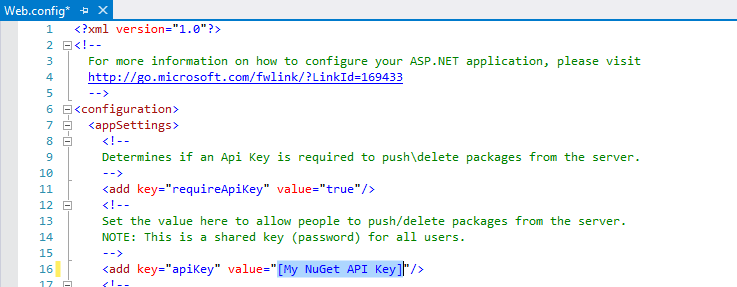 Web.config*
1 <?xml version="1.0"?>
2 <!--
3 For more information on how to configure your ASP.NET application, please visit
4 http://go.microsoft.com/fwlink/?LinkId=169433
5 -->
6 <configuration>
7 <appSettings>
8 <!--
9 Determines if an Api Key is required to push\delete packages from the server.
10 -->
11 <add key="requireApiKey" value="true"/>
12 <!--
13 Set the value here to allow people to push/delete packages from the server.
14 NOTE: This is a shared key (password) for all users.
15 -->
16 <add key="apiKey" value="[My NuGet API Key]"/>
17 <!--